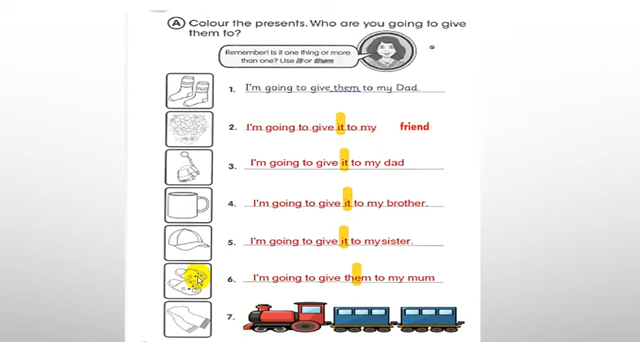 A Colour the presents. Who are you going to give
them to?
Remember! Is it one thing or more
than one? Use it or them
1. I'm going to give them to my Dad.
2. I'm going to give it to my friend
3. I'm going to give it to my dad
4. I'm going to give it to my brother.
5. I'm going to give it to my sister.
6. I'm going to give them to my mum
7.